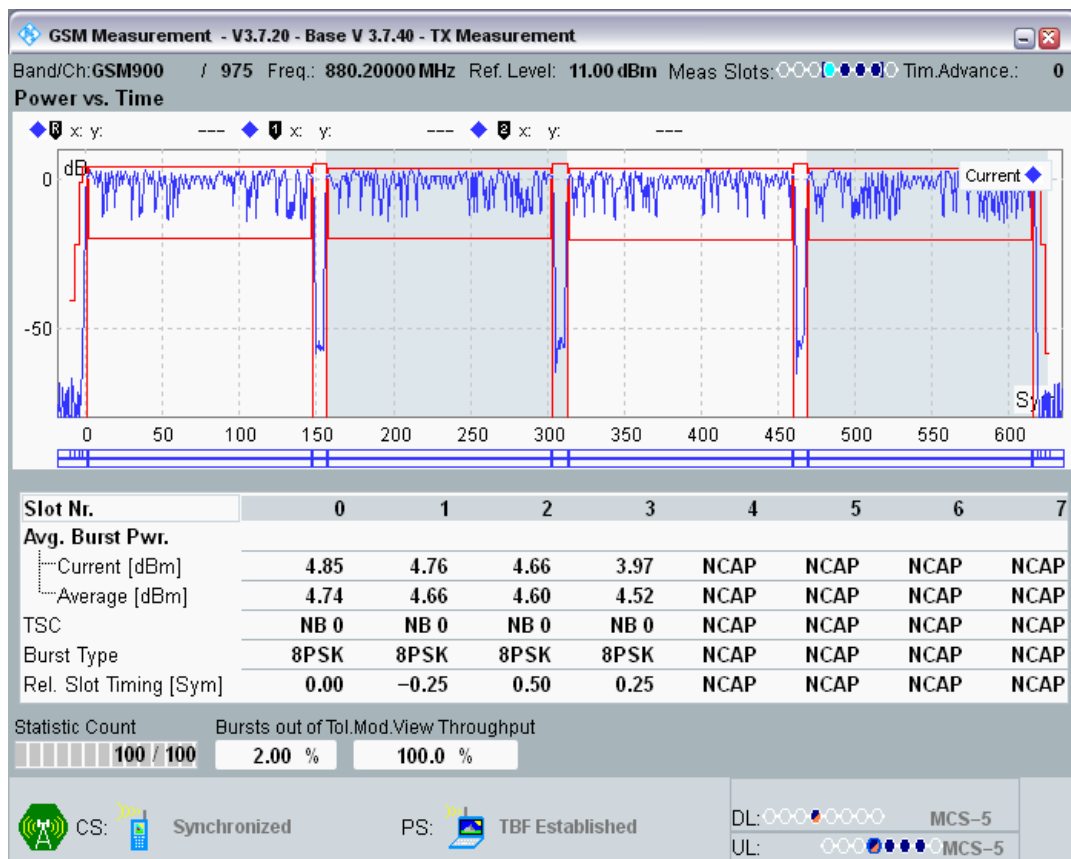 GSM Measurement - V3.7.20 - Base V 3.7.40 - TX Measurement
Band/Ch:GSM900 / 975 Freq.: 880.20000 MHz Ref. Level: 11.00 dBm Meas Slots: Tim.Advance.: 0
Power vs. Time
R x: y: --- 1 x: y: --- 2 x: y: ---
dB
0
Current
-50
0 50 100 150 200 250 300 350 400 450 500 550 600
Slot Nr. 0 1 2 3 4 5 6 7
Avg. Burst Pwr.
Current [dBm] 4.85 4.76 4.66 3.97 NCAP NCAP NCAP NCAP
Average [dBm] 4.74 4.66 4.60 4.52 NCAP NCAP NCAP NCAP
TSC NB 0 NB 0 NB 0 NB 0 NCAP NCAP NCAP NCAP
Burst Type 8PSK 8PSK 8PSK 8PSK NCAP NCAP NCAP NCAP
Rel. Slot Timing [Sym] 0.00 −0.25 0.50 0.25 NCAP NCAP NCAP NCAP
Statistic Count Bursts out of Tol. Mod.View Throughput
100 / 100 2.00 % 100.0 %
CS: Synchronized PS: TBF Established
DL: MCS−5
UL: MCS−5